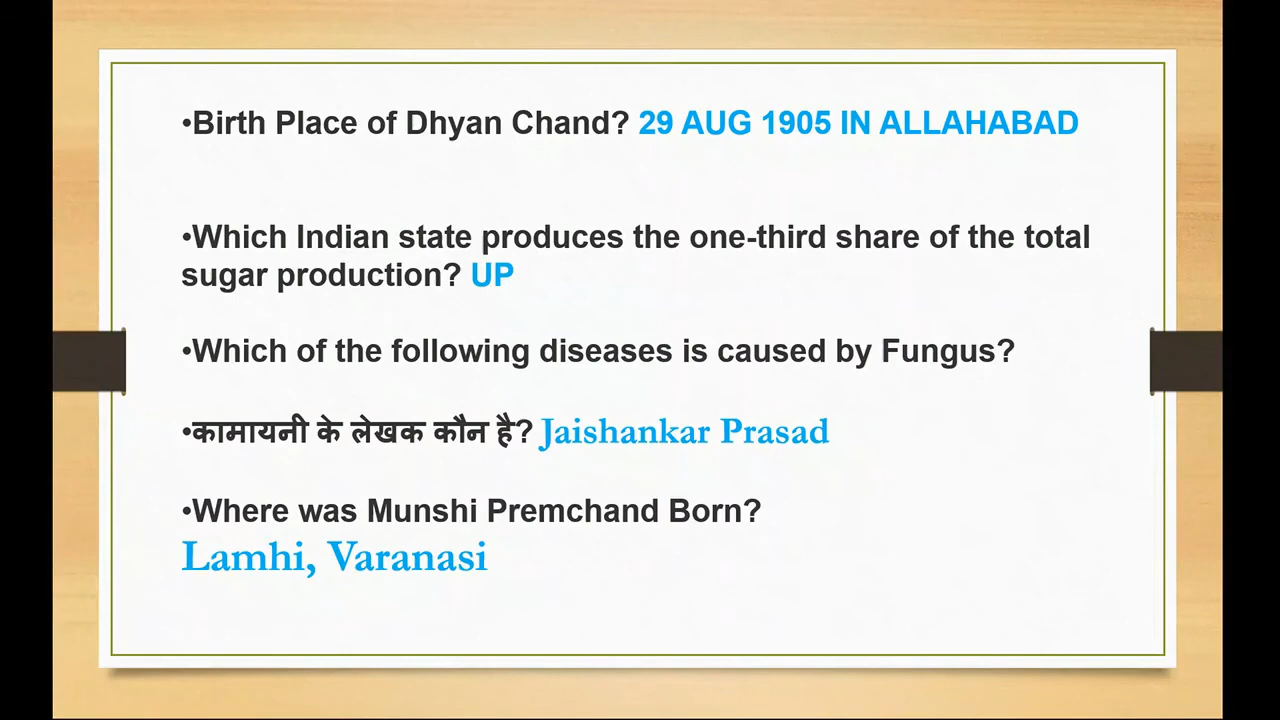 •Birth Place of Dhyan Chand? 29 AUG 1905 IN ALLAHABAD
•Which Indian state produces the one-third share of the total
sugar production? UP
•Which of the following diseases is caused by Fungus?
•कामायनी के लेखक कौन है? Jaishankar Prasad
•Where was Munshi Premchand Born?
Lamhi, Varanasi